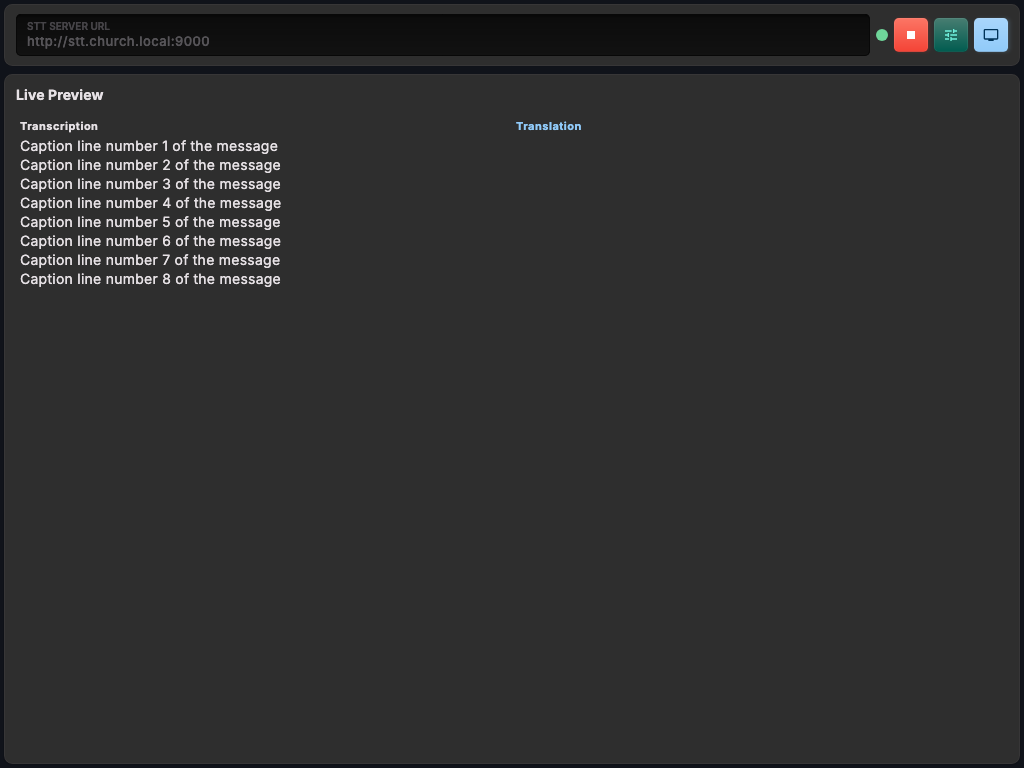 STT SERVER URL
http://stt.church.local:9000
Live Preview
Transcription
Caption line number 1 of the message
Caption line number 2 of the message
Caption line number 3 of the message
Caption line number 4 of the message
Caption line number 5 of the message
Caption line number 6 of the message
Caption line number 7 of the message
Caption line number 8 of the message
Translation